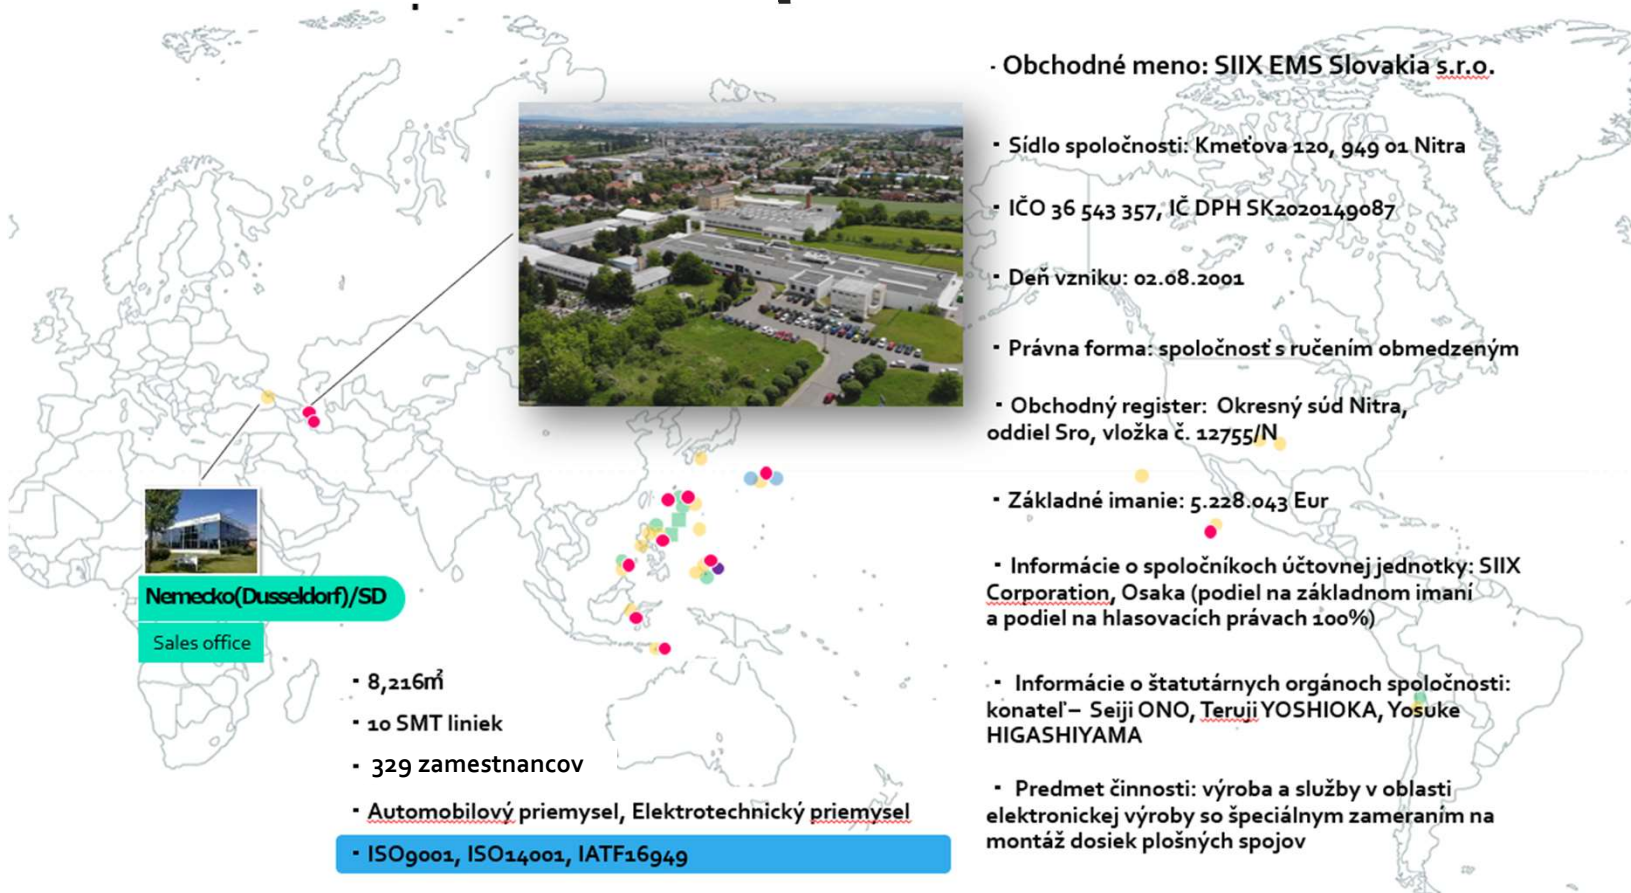 - Obchodné meno: SIIX EMS Slovakia s.r.o.
- Sídlo spoločnosti: Kmeťova 120, 949 01 Nitra
- IČO 36 543 357, IČ DPH SK2020149087
- Deň vzniku: 02.08.2001
- Právna forma: spoločnosť s ručením obmedzeným
- Obchodný register: Okresný súd Nitra,
oddiel Sro, vložka č. 12755/N
- Základné imanie: 5.228.043 Eur
- Informácie o spoločníkoch účtovnej jednotky: SIIX
Corporation, Osaka (podiel na základnom imaní
a podiel na hlasovacích právach 100%)
- Informácie o štatutárnych orgánoch spoločnosti:
konateľ – Seiji ONO, Teruji YOSHIOKA, Yosuke
HIGASHIYAMA
- Predmet činnosti: výroba a služby v oblasti
elektronickej výroby so špeciálnym zameraním na
montáž dosiek plošných spojov
Nemecko(Dusseldorf)/SD
Sales office
- 8,216㎡
- 10 SMT liniek
- 329 zamestnancov
- Automobilový priemysel, Elektrotechnický priemysel
- ISO9001, ISO14001, IATF16949